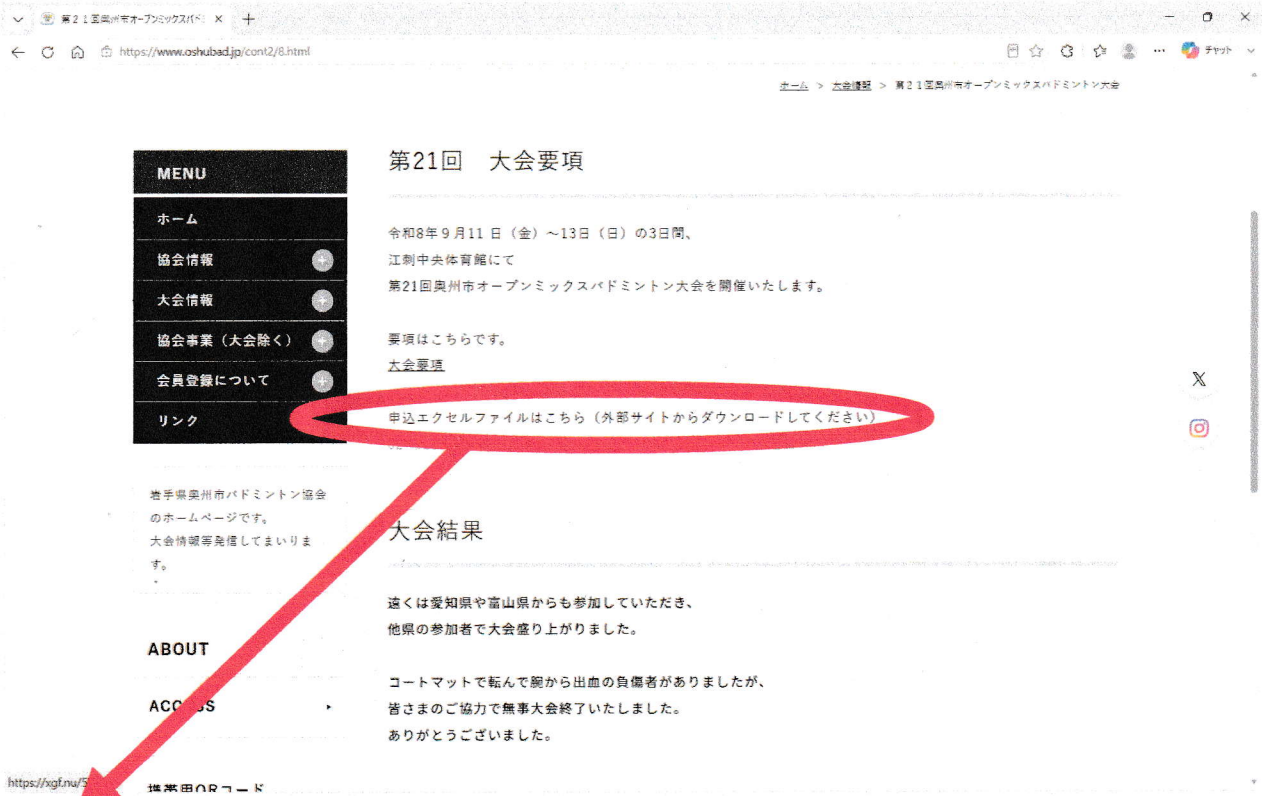 第21回奥州市オープンミックスバド
https://www.oshubad.jp/cont2/8.html
チャット
ホーム > 大会情報 > 第21回奥州市オープンミックスバドミントン大会
MENU
ホーム
協会情報
大会情報
協会事業（大会除く）
会員登録について
リンク
第21回 大会要項
令和8年9月11日（金）～13日（日）の3日間、
江刺中央体育館にて
第21回奥州市オープンミックスバドミントン大会を開催いたします。
要項はこちらです。
大会要項
申込エクセルファイルはこちら（外部サイトからダウンロードしてください）
岩手県奥州市バドミントン協会
のホームページです。
大会情報等発信してまいりま
す。
ABOUT
ACCESS
携帯用QRコード
大会結果
遠くは愛知県や富山県からも参加していただき、
他県の参加者で大会盛り上がりました。
コートマットで転んで腕から出血の負傷者がありましたが、
皆さまのご協力で無事大会終了いたしました。
ありがとうございました。
https://xgf.nu/5